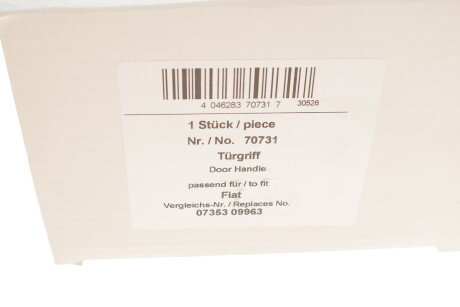 4 046283 70731 7 30526
1 Stück / piece
Nr. / No. 70731
Türgriff
Door Handle
passend für / to fit
Fiat
Vergleichs-Nr. / Replaces No.
07353 09963